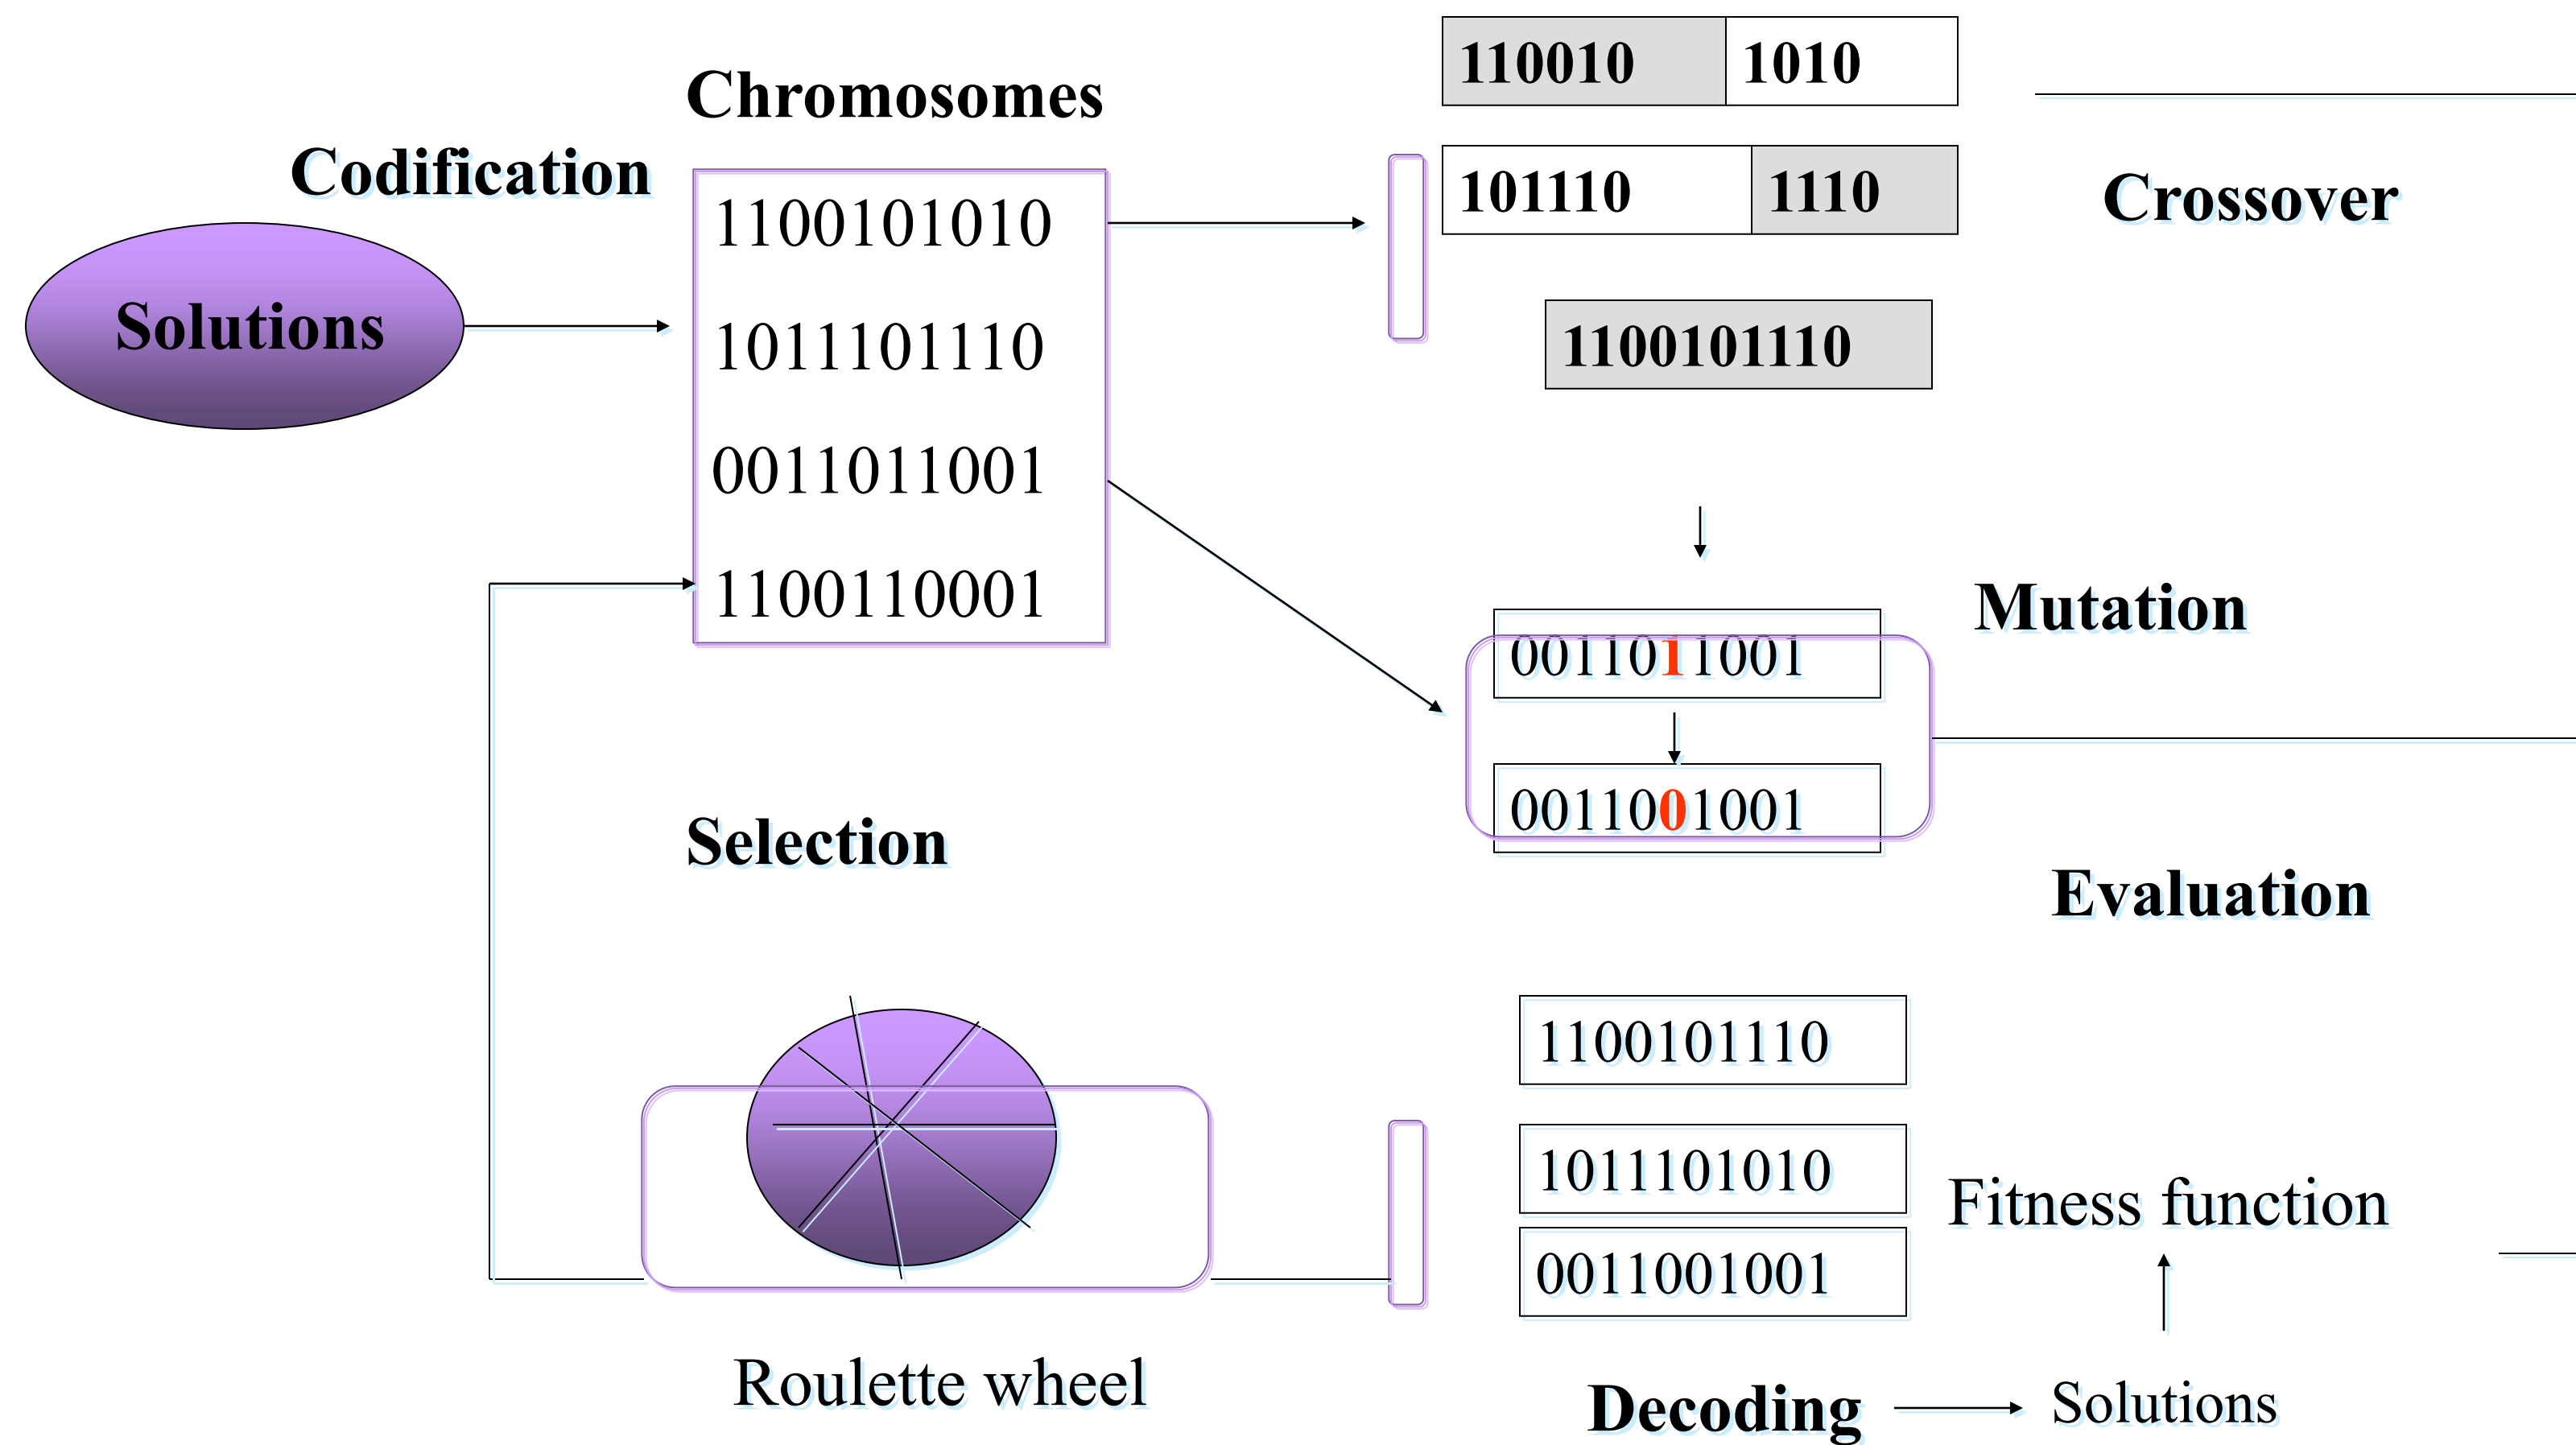 Chromosomes
Codification
Solutions
1100101010
1011101110
0011011001
1100110001
110010 1010
101110 1110
1100101110
Crossover
0011011001
0011001001
Mutation
Evaluation
Selection
Roulette wheel
1100101110
1011101010
0011001001
Fitness function
Decoding
Solutions